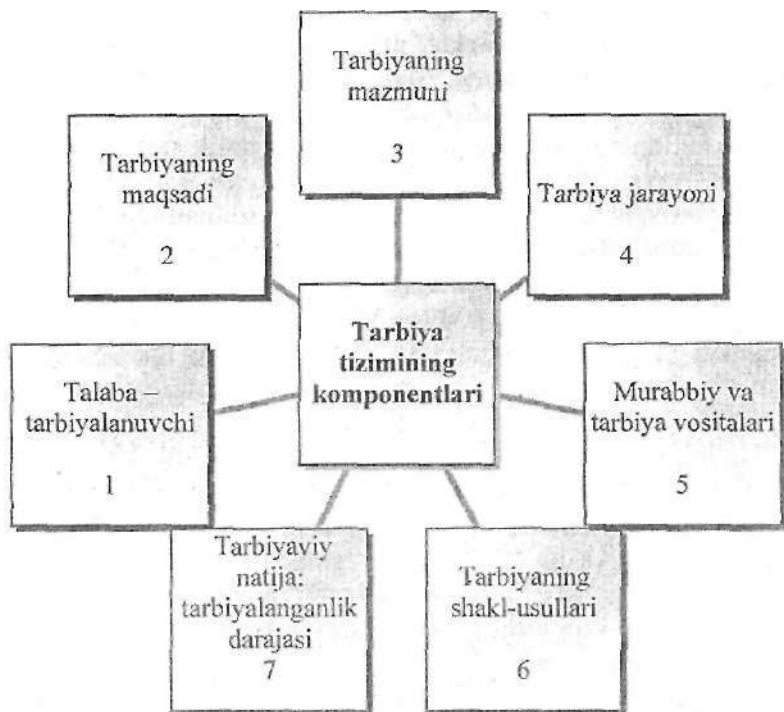 Tarbiyaning
mazmuni
3
Tarbiyaning
maqsadi
2
Tarbiya jarayoni
4
Tarbiya
tizimining
komponentlari
Talaba –
tarbiyalanuvchi
1
Murabbiy va
tarbiya vositalari
5
Tarbiyaviy
natija:
tarbiyalanganlik
darajasi
7
Tarbiyaning
shakl-usullari
6